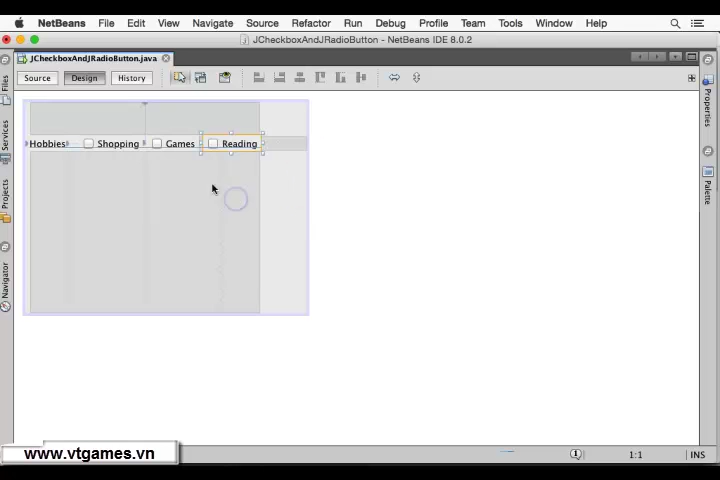 NetBeans File Edit View Navigate Source Refactor Run Debug Profile Team Tools Window Help
JCheckboxAndJRadioButton - NetBeans IDE 8.0.2
JCheckboxAndJRadioButton.java
Source Design History
Files
Services
Projects
Navigator
Hobbies Shopping Games Reading
Properties
Palette
1:1 INS
www.vtgames.vn